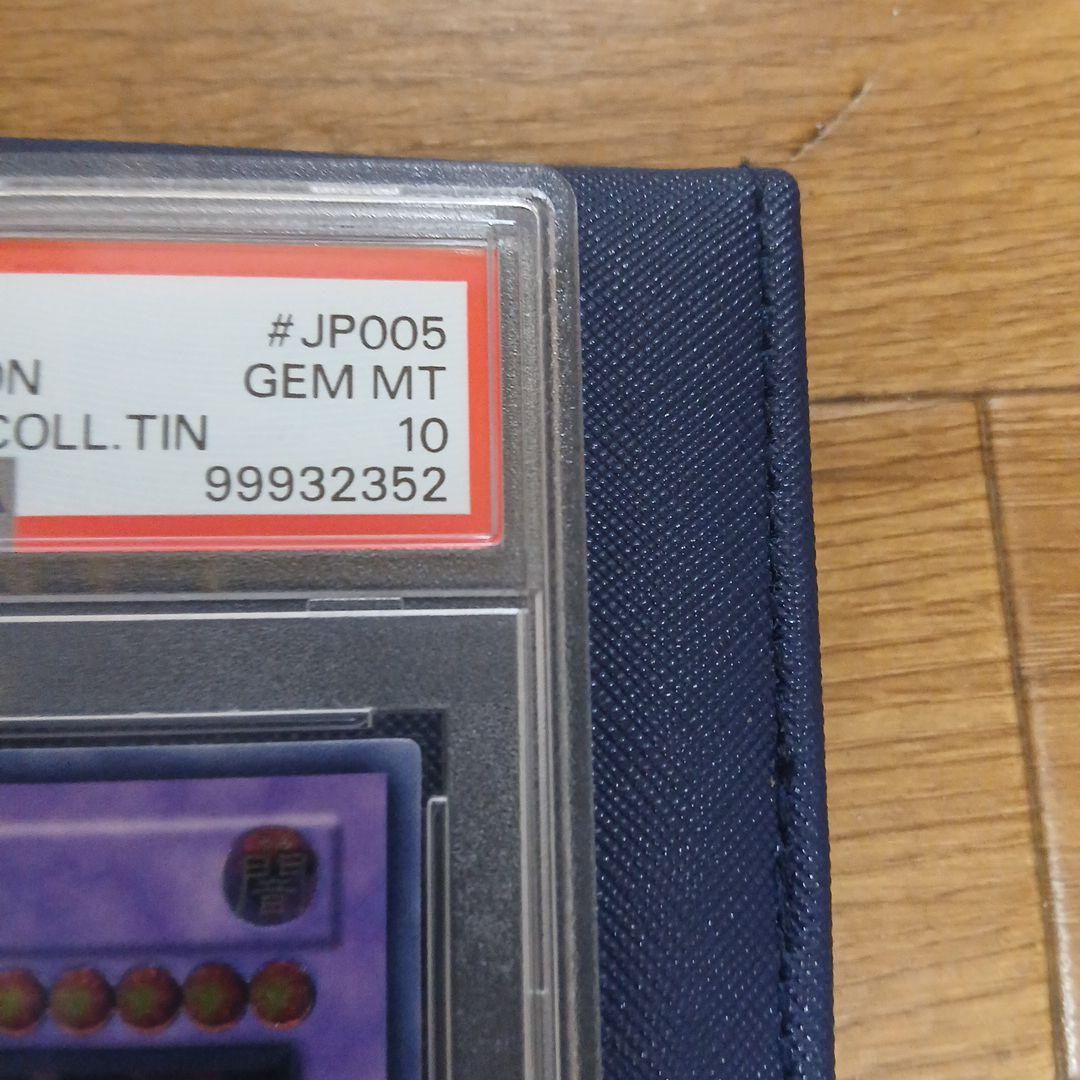 #JP005
ON GEM MT
COLL.TIN 10
99932352
闇